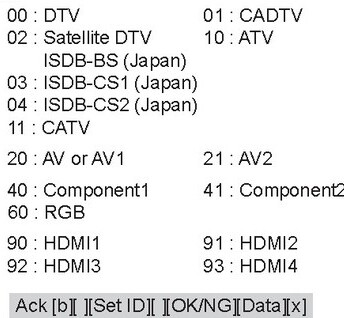 00 : DTV 01 : CADTV
02 : Satellite DTV 10 : ATV
ISDB-BS (Japan)
03 : ISDB-CS1 (Japan)
04 : ISDB-CS2 (Japan)
11 : CATV
20 : AV or AV1 21 : AV2
40 : Component1 41 : Component2
60 : RGB
90 : HDMI1 91 : HDMI2
92 : HDMI3 93 : HDMI4
Ack [b][ ][Set ID][ ][OK/NG][Data][x]